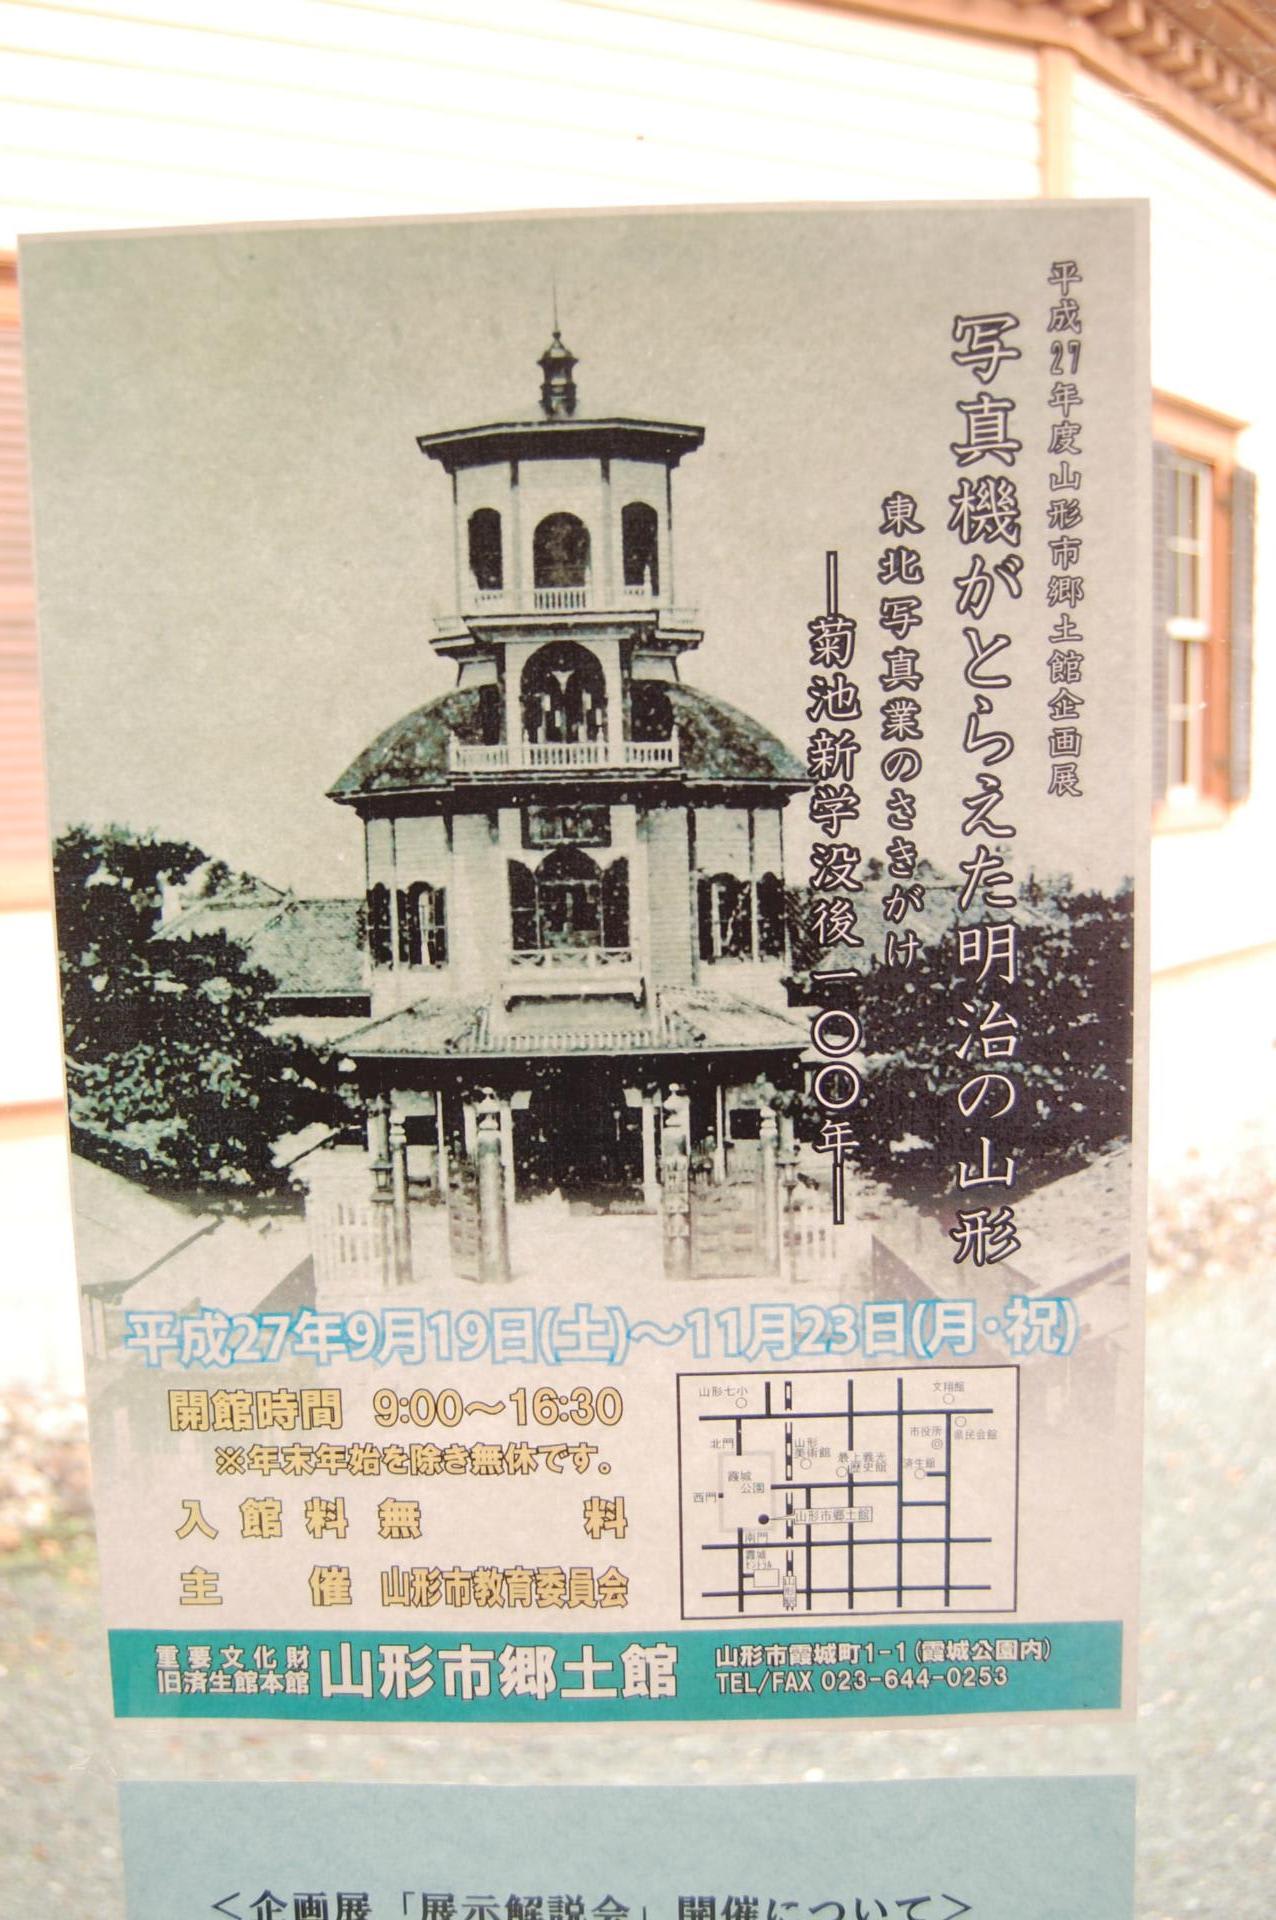 平成27年度山形市郷土館企画展
写真機がとらえた明治の山形
東北写真業のさきがけ
―菊池新学没後一〇〇年―
平成27年9月19日(土)～11月23日(月・祝)
開館時間 9:00～16:30
※年末年始を除き無休です。
入館料 無料
主催 山形市教育委員会
山形七小
文翔館
北門
山形
美術館
市役所
県民会館
最上義光
歴史館
済生館
霞城
公園
西門
山形市郷土館
南門
霞城
セントラル
山形駅
重要文化財
旧済生館本館
山形市郷土館
山形市霞城町1-1(霞城公園内)
TEL/FAX 023-644-0253
＜企画展「展示解説会」開催について＞